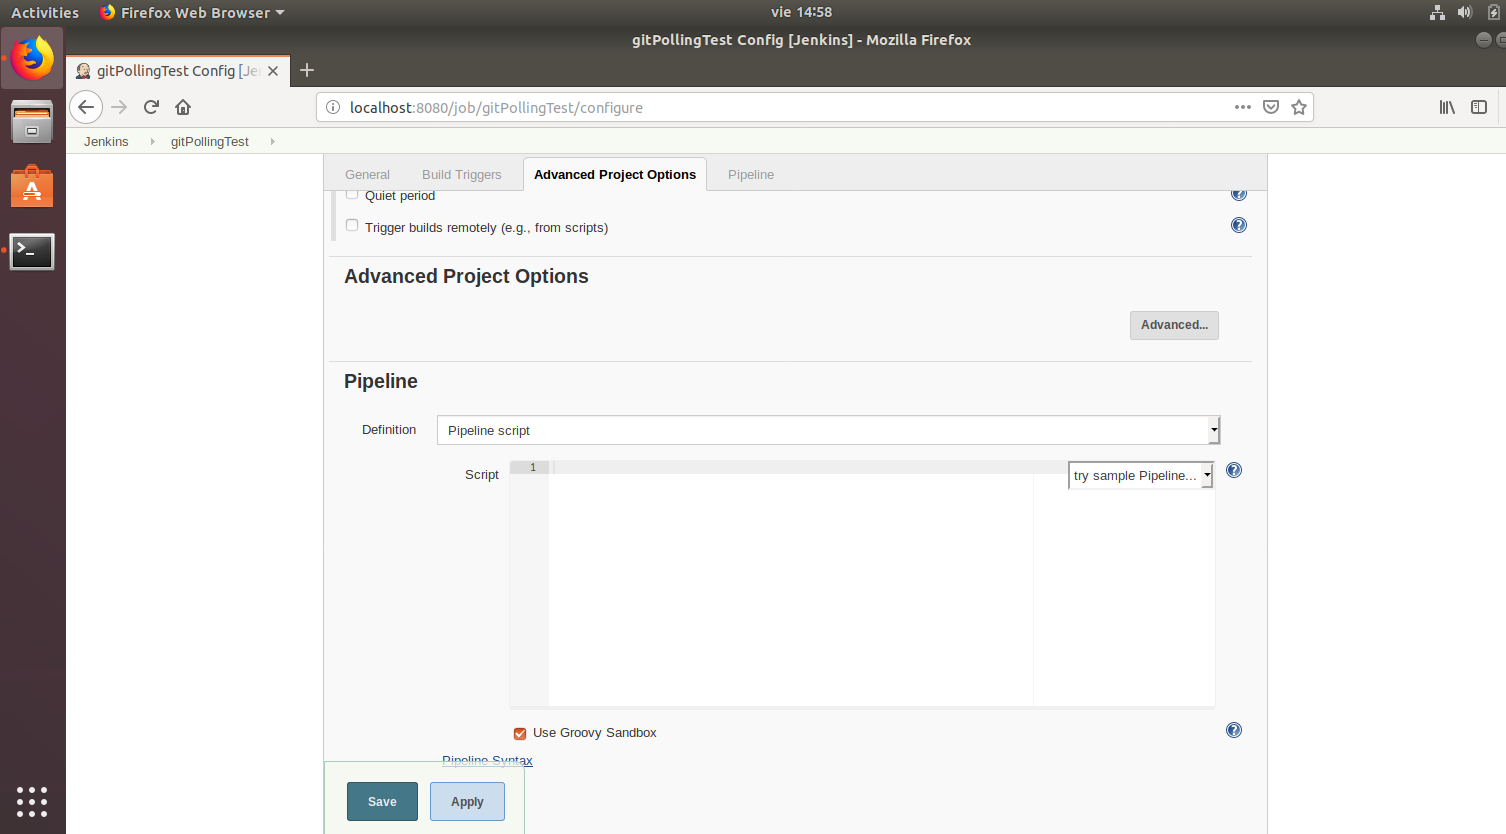 Activities Firefox Web Browser vie 14:58
gitPollingTest Config [Jenkins] - Mozilla Firefox
gitPollingTest Config [Je
localhost:8080/job/gitPollingTest/configure
Jenkins gitPollingTest
General Build Triggers Advanced Project Options Pipeline
Quiet period
Trigger builds remotely (e.g., from scripts)
Advanced Project Options
Advanced...
Pipeline
Definition Pipeline script
Script 1 try sample Pipeline...
Use Groovy Sandbox
Pipeline Syntax
Save Apply